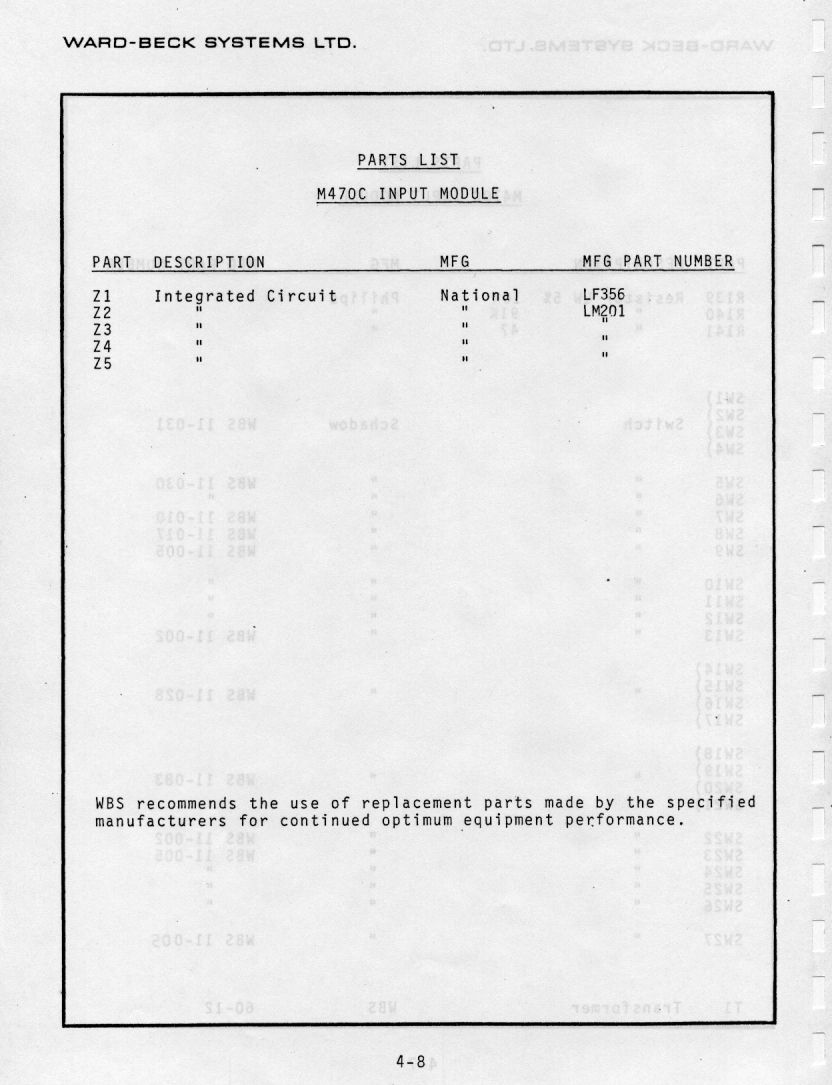 WARD-BECK SYSTEMS LTD.
PARTS LIST
M470C INPUT MODULE
PART DESCRIPTION MFG MFG PART NUMBER
Z1 Integrated Circuit National LF356
Z2 " " LM201
Z3 " " "
Z4 " " "
Z5 " " "
WBS recommends the use of replacement parts made by the specified
manufacturers for continued optimum equipment performance.
4-8